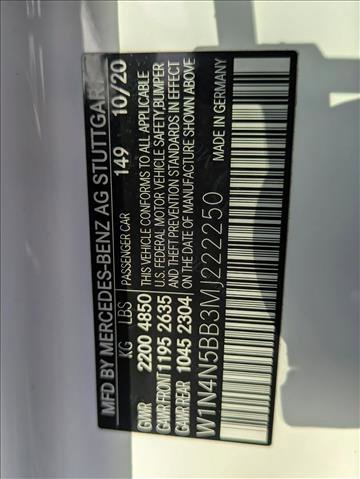 MFD BY MERCEDES-BENZ AG STUTTGART
149 10/20
KG LBS PASSENGER CAR
GVWR 2200 4850 THIS VEHICLE CONFORMS TO ALL APPLICABLE
GAWR FRONT 1195 2635 U.S. FEDERAL MOTOR VEHICLE SAFETY, BUMPER
GAWR REAR 1045 2304 AND THEFT PREVENTION STANDARDS IN EFFECT
ON THE DATE OF MANUFACTURE SHOWN ABOVE
W1N4N5BB3MJ222250 MADE IN GERMANY